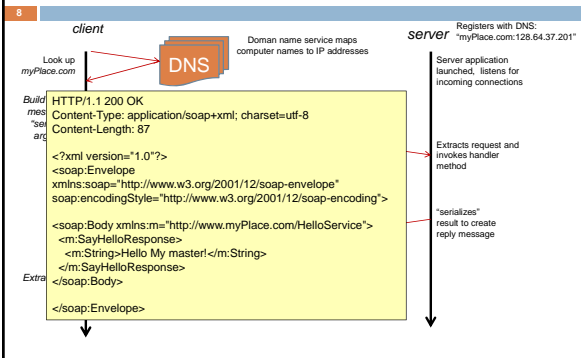 8
client
server
Registers with DNS:
"myPlace.com:128.64.37.201"
Doman name service maps
computer names to IP addresses
Look up
myPlace.com
DNS
Server application
launched, listens for
incoming connections
Build
HTTP/1.1 200 OK
Content-Type: application/soap+xml; charset=utf-8
Content-Length: 87
<?xml version="1.0"?>
<soap:Envelope
xmlns:soap="http://www.w3.org/2001/12/soap-envelope"
soap:encodingStyle="http://www.w3.org/2001/12/soap-encoding">
<soap:Body xmlns:m="http://www.myPlace.com/HelloService">
<m:SayHelloResponse>
<m:String>Hello My master!</m:String>
</m:SayHelloResponse>
</soap:Body>
</soap:Envelope>
Extracts request and
invokes handler
method
"serializes"
result to create
reply message